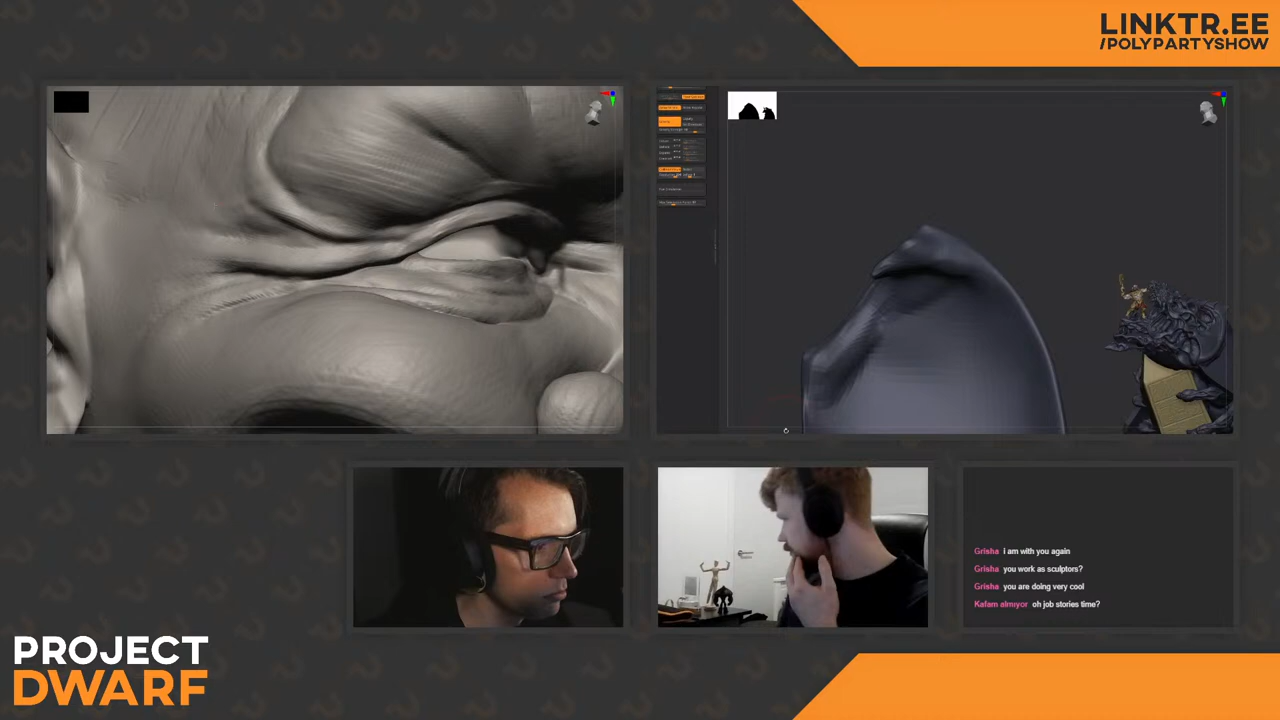 LINKTR.EE
/POLYPARTYSHOW
Grisha i am with you again
Grisha you work as sculptors?
Grisha you are doing very cool
Kafam almıyor oh job stories time?
PROJECT
DWARF